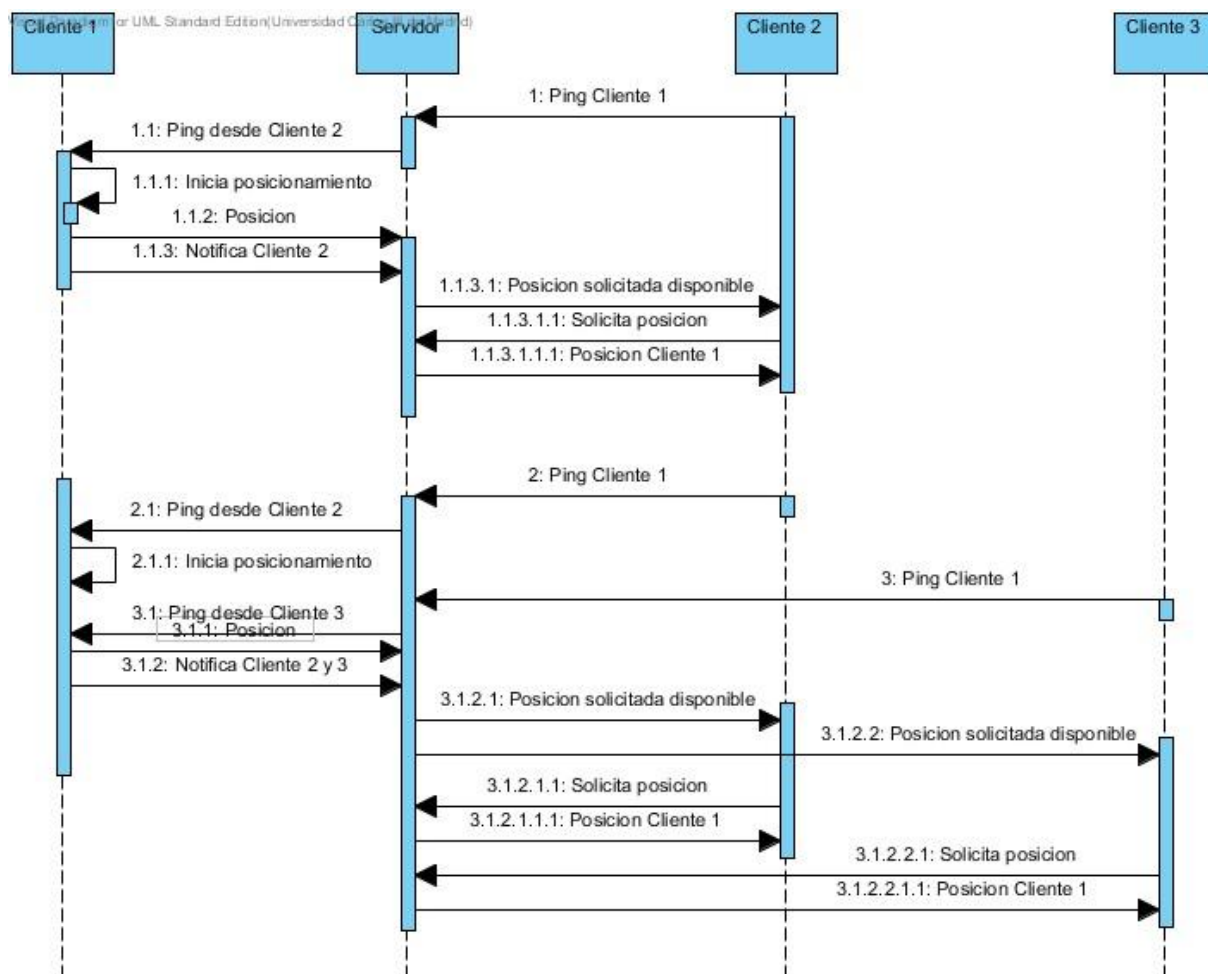 for UML Standard Edition(Universidad
Cliente 1
Servidor
Cliente 2
Cliente 3
1: Ping Cliente 1
1.1: Ping desde Cliente 2
1.1.1: Inicia posicionamiento
1.1.2: Posicion
1.1.3: Notifica Cliente 2
1.1.3.1: Posicion solicitada disponible
1.1.3.1.1: Solicita posicion
1.1.3.1.1.1: Posicion Cliente 1
2: Ping Cliente 1
2.1: Ping desde Cliente 2
2.1.1: Inicia posicionamiento
3: Ping Cliente 1
3.1: Ping desde Cliente 3
3.1.1: Posicion
3.1.2: Notifica Cliente 2 y 3
3.1.2.1: Posicion solicitada disponible
3.1.2.2: Posicion solicitada disponible
3.1.2.1.1: Solicita posicion
3.1.2.1.1.1: Posicion Cliente 1
3.1.2.2.1: Solicita posicion
3.1.2.2.1.1: Posicion Cliente 1